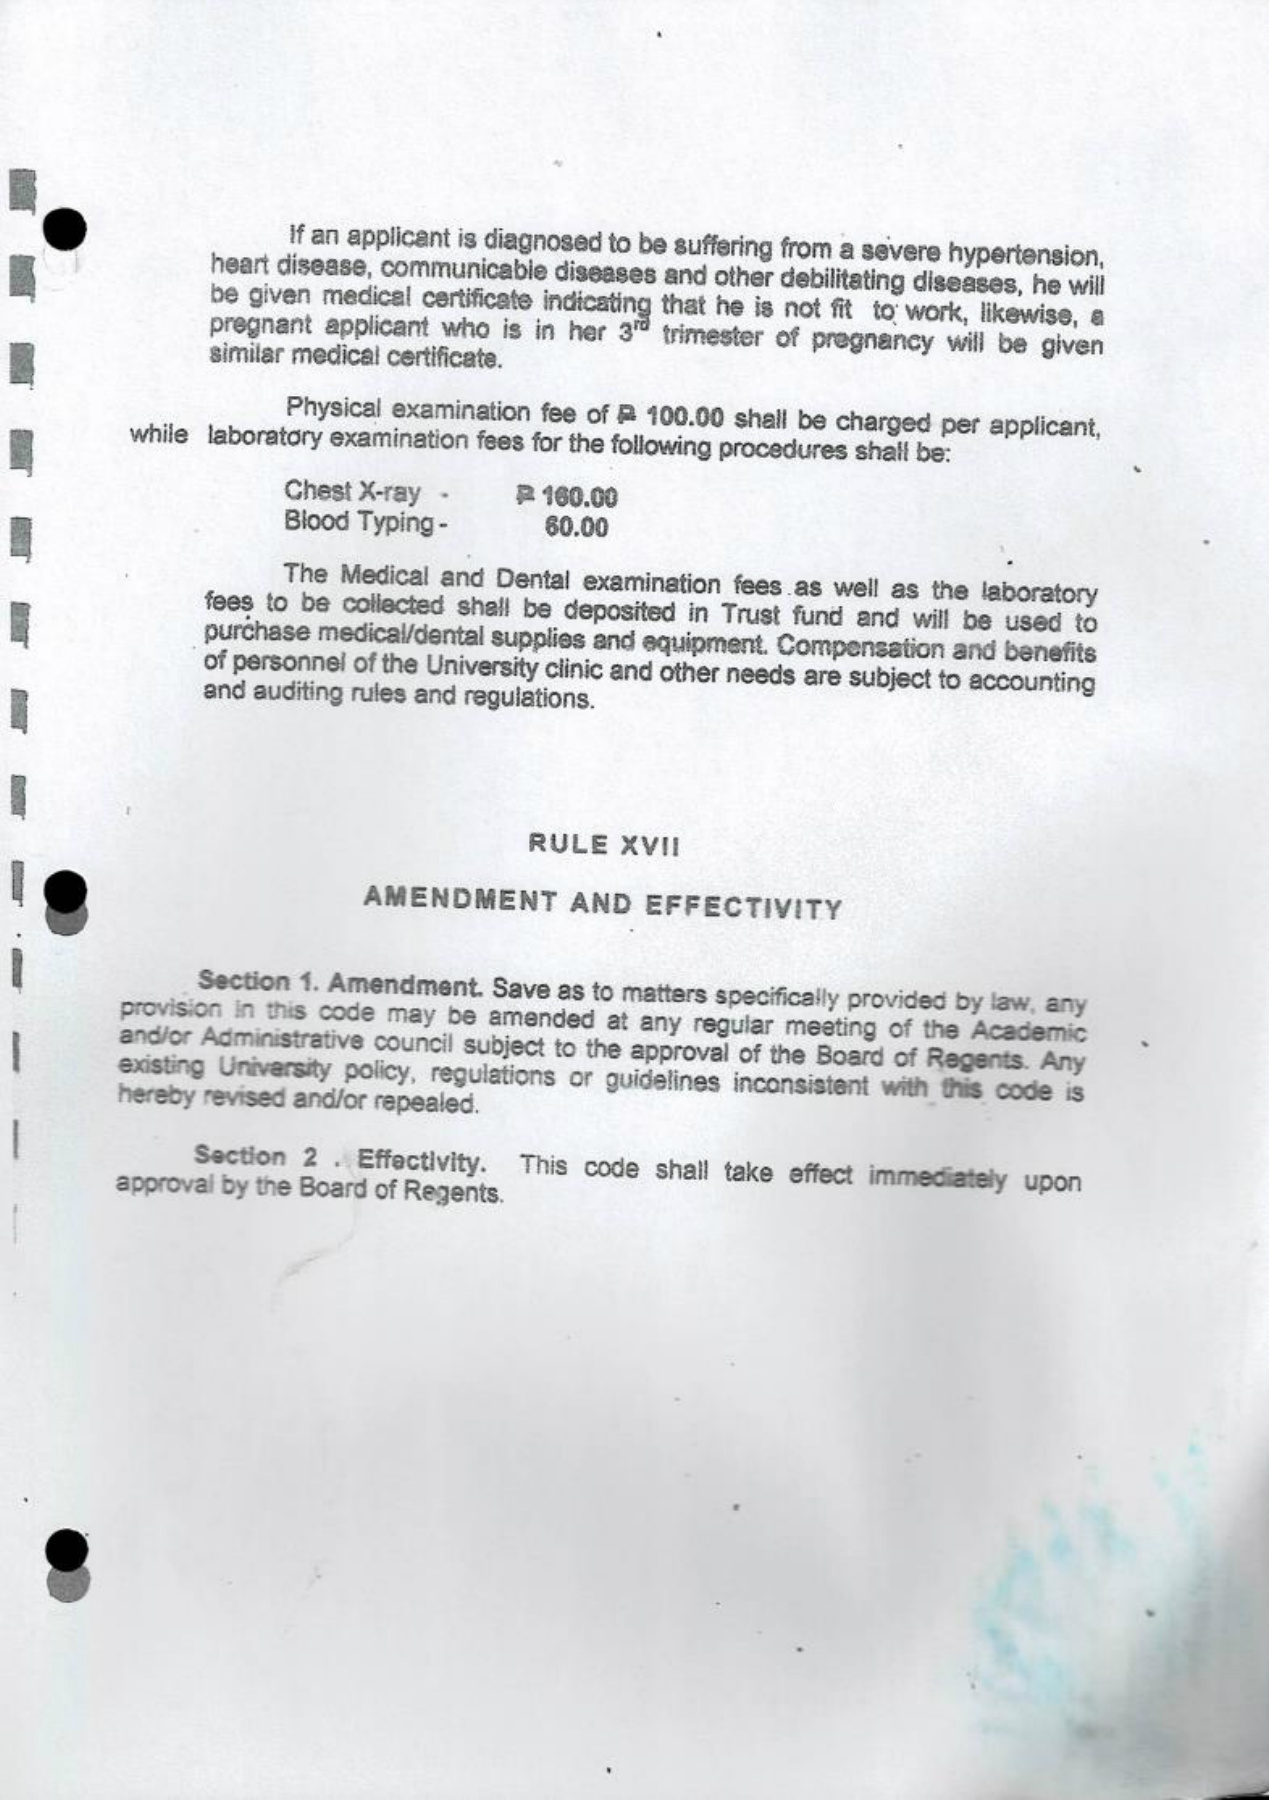 If an applicant is diagnosed to be suffering from a severe hypertension,
heart disease, communicable diseases and other debilitating diseases, he will
be given medical certificate indicating that he is not fit to work, likewise, a
pregnant applicant who is in her 3rd trimester of pregnancy will be given
similar medical certificate.
Physical examination fee of ₱ 100.00 shall be charged per applicant,
while laboratory examination fees for the following procedures shall be:
Chest X-ray - ₱ 160.00
Blood Typing - 60.00
The Medical and Dental examination fees as well as the laboratory
fees to be collected shall be deposited in Trust fund and will be used to
purchase medical/dental supplies and equipment. Compensation and benefits
of personnel of the University clinic and other needs are subject to accounting
and auditing rules and regulations.
RULE XVII
AMENDMENT AND EFFECTIVITY
Section 1. Amendment. Save as to matters specifically provided by law, any
provision in this code may be amended at any regular meeting of the Academic
and/or Administrative council subject to the approval of the Board of Regents. Any
existing University policy, regulations or guidelines inconsistent with this code is
hereby revised and/or repealed.
Section 2 . Effectivity. This code shall take effect immediately upon
approval by the Board of Regents.